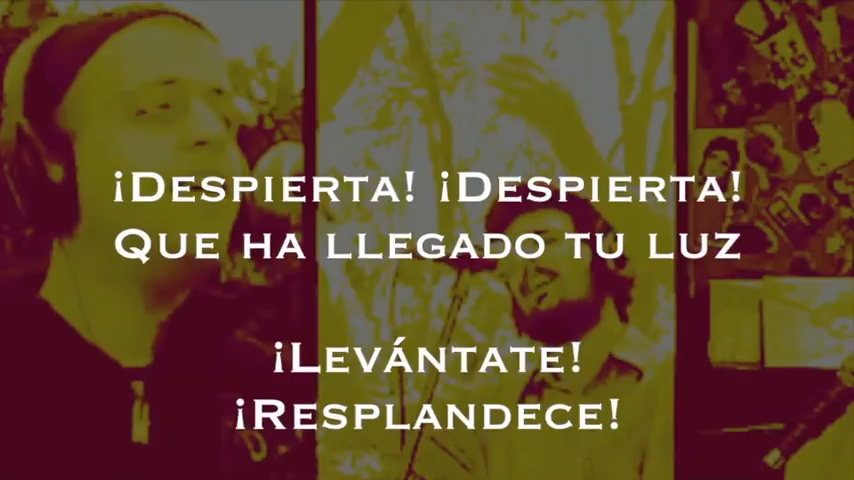 ¡Despierta! ¡Despierta!
Que ha llegado tu luz
¡Levántate!
¡Resplandece!